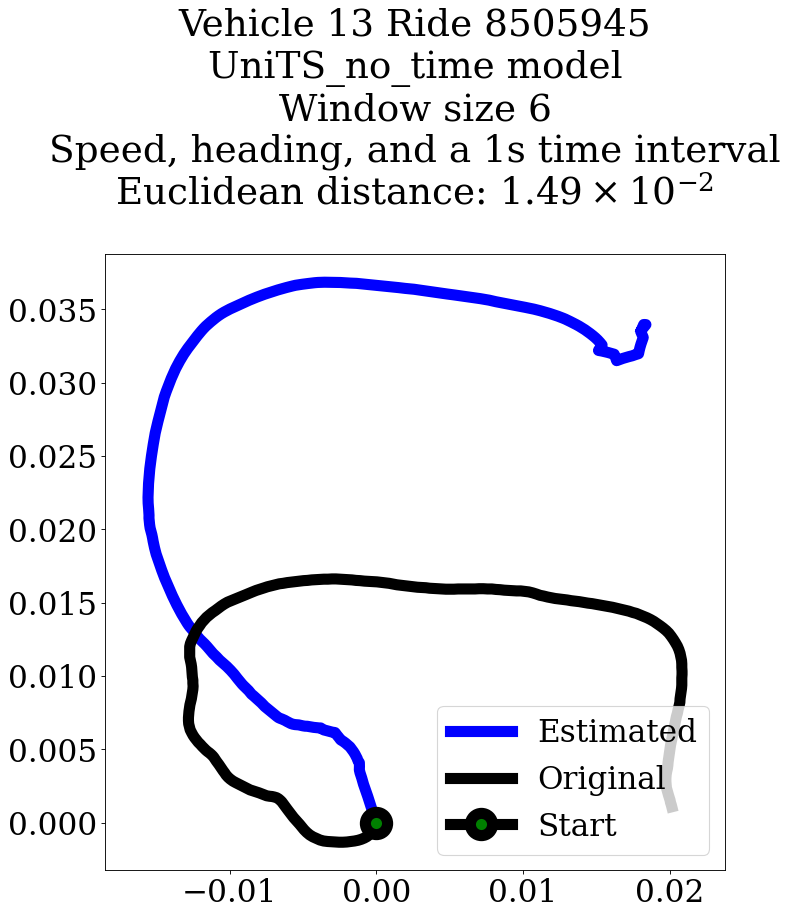 Vehicle 13 Ride 8505945
UniTS_no_time model
Window size 6
Speed, heading, and a 1s time interval
Euclidean distance: 1.49 × 10⁻²
0.035
0.030
0.025
0.020
0.015
0.010
0.005
0.000
Estimated
Original
Start
−0.01
0.00
0.01
0.02